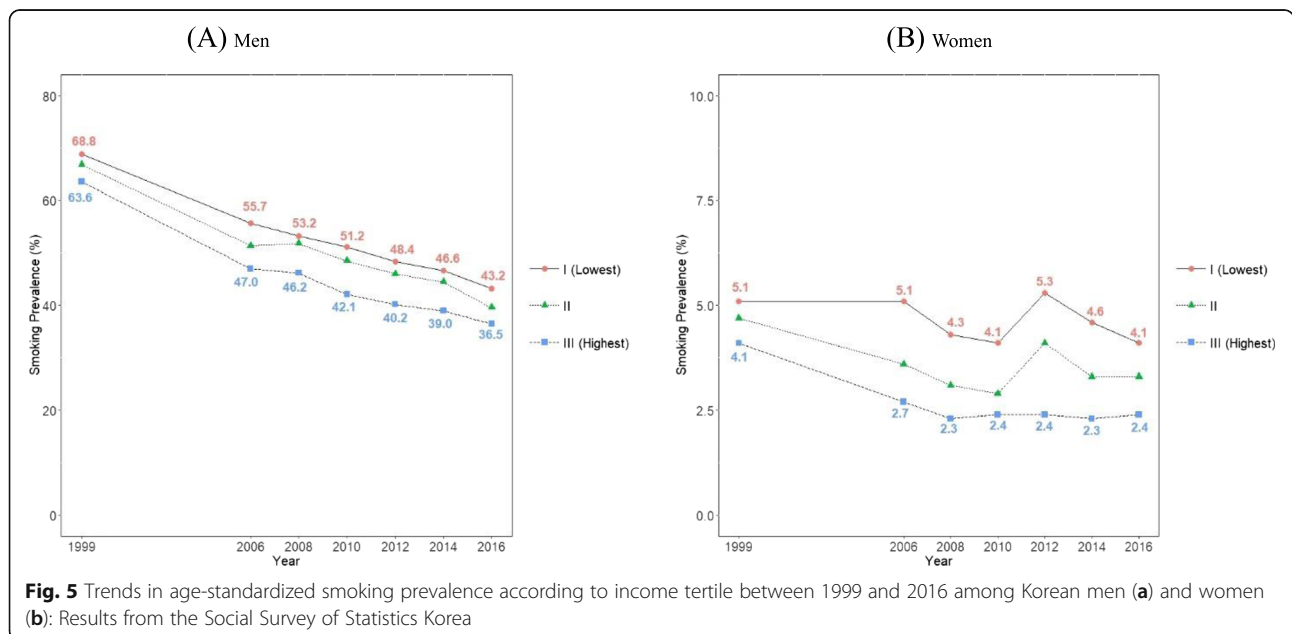 (A) Men
80
60
40
20
0
Smoking Prevalence (%)
68.8
63.6
55.7
53.2
51.2
48.4
46.6
43.2
47.0
46.2
42.1
40.2
39.0
36.5
1999 2006 2008 2010 2012 2014 2016
Year
I (Lowest)
II
III (Highest)
(B) Women
10.0
7.5
5.0
2.5
0.0
Smoking Prevalence (%)
5.1
5.1
4.3
4.1
5.3
4.6
4.1
4.1
2.7
2.3
2.4
2.4
2.3
2.4
1999 2006 2008 2010 2012 2014 2016
Year
I (Lowest)
II
III (Highest)
Fig. 5 Trends in age-standardized smoking prevalence according to income tertile between 1999 and 2016 among Korean men (a) and women
(b): Results from the Social Survey of Statistics Korea